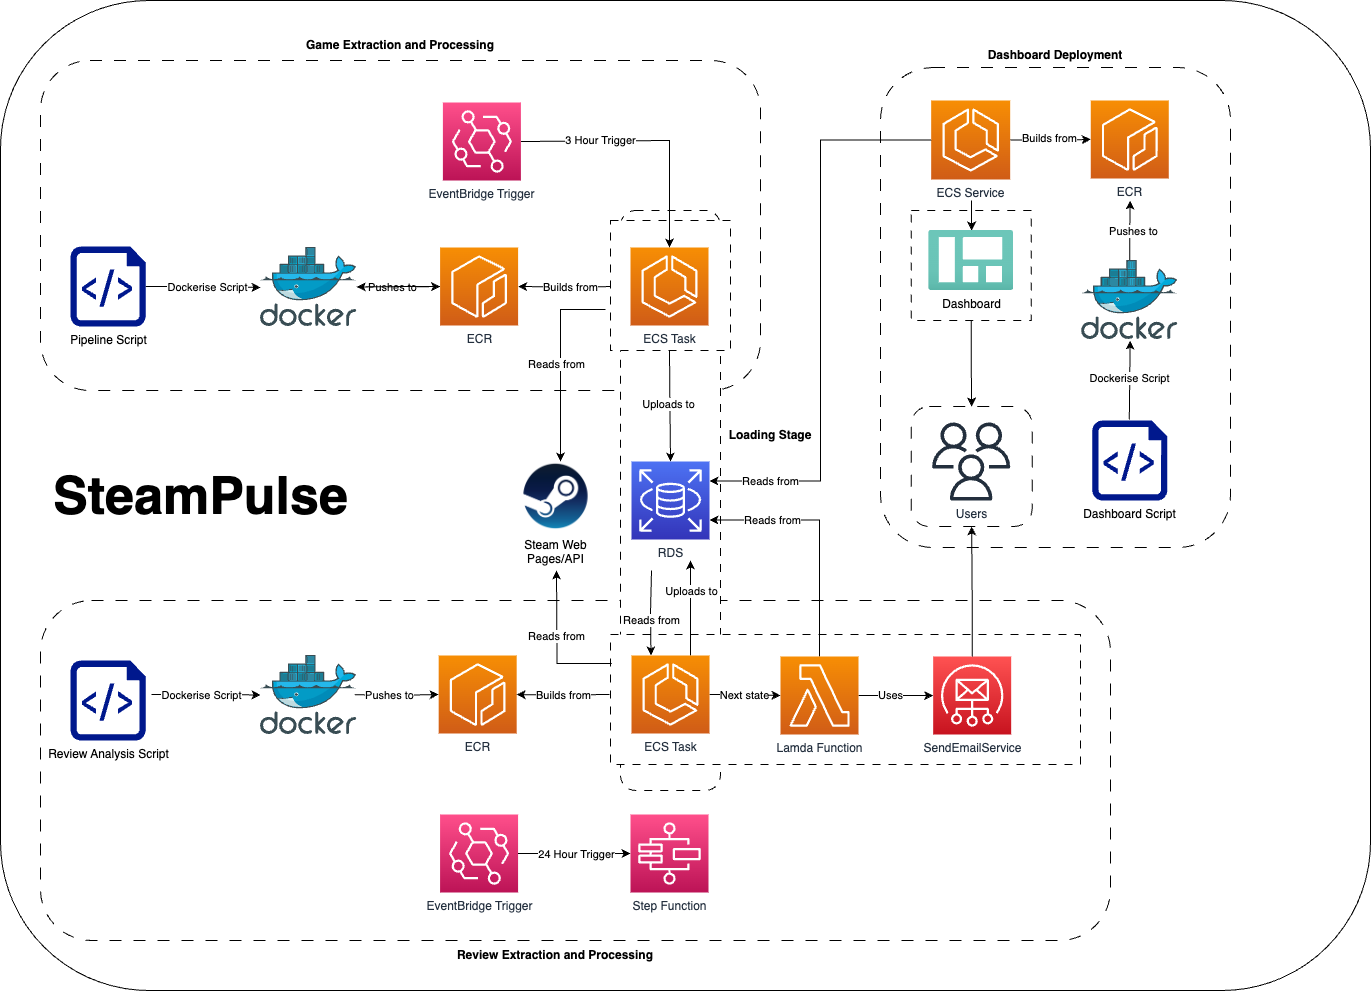 Game Extraction and Processing
Dashboard Deployment
3 Hour Trigger
EventBridge Trigger
Builds from
ECS Service
ECR
Pushes to
Dockerise Script
docker
Pushes to
Builds from
Pipeline Script
ECR
ECS Task
Dashboard
docker
Reads from
Dockerise Script
Uploads to
Loading Stage
SteamPulse
Reads from
Users
Dashboard Script
Reads from
Steam Web
Pages/API
RDS
Uploads to
Reads from
Reads from
Dockerise Script
docker
Pushes to
Builds from
Next state
Uses
Review Analysis Script
ECR
ECS Task
Lamda Function
SendEmailService
24 Hour Trigger
EventBridge Trigger
Step Function
Review Extraction and Processing